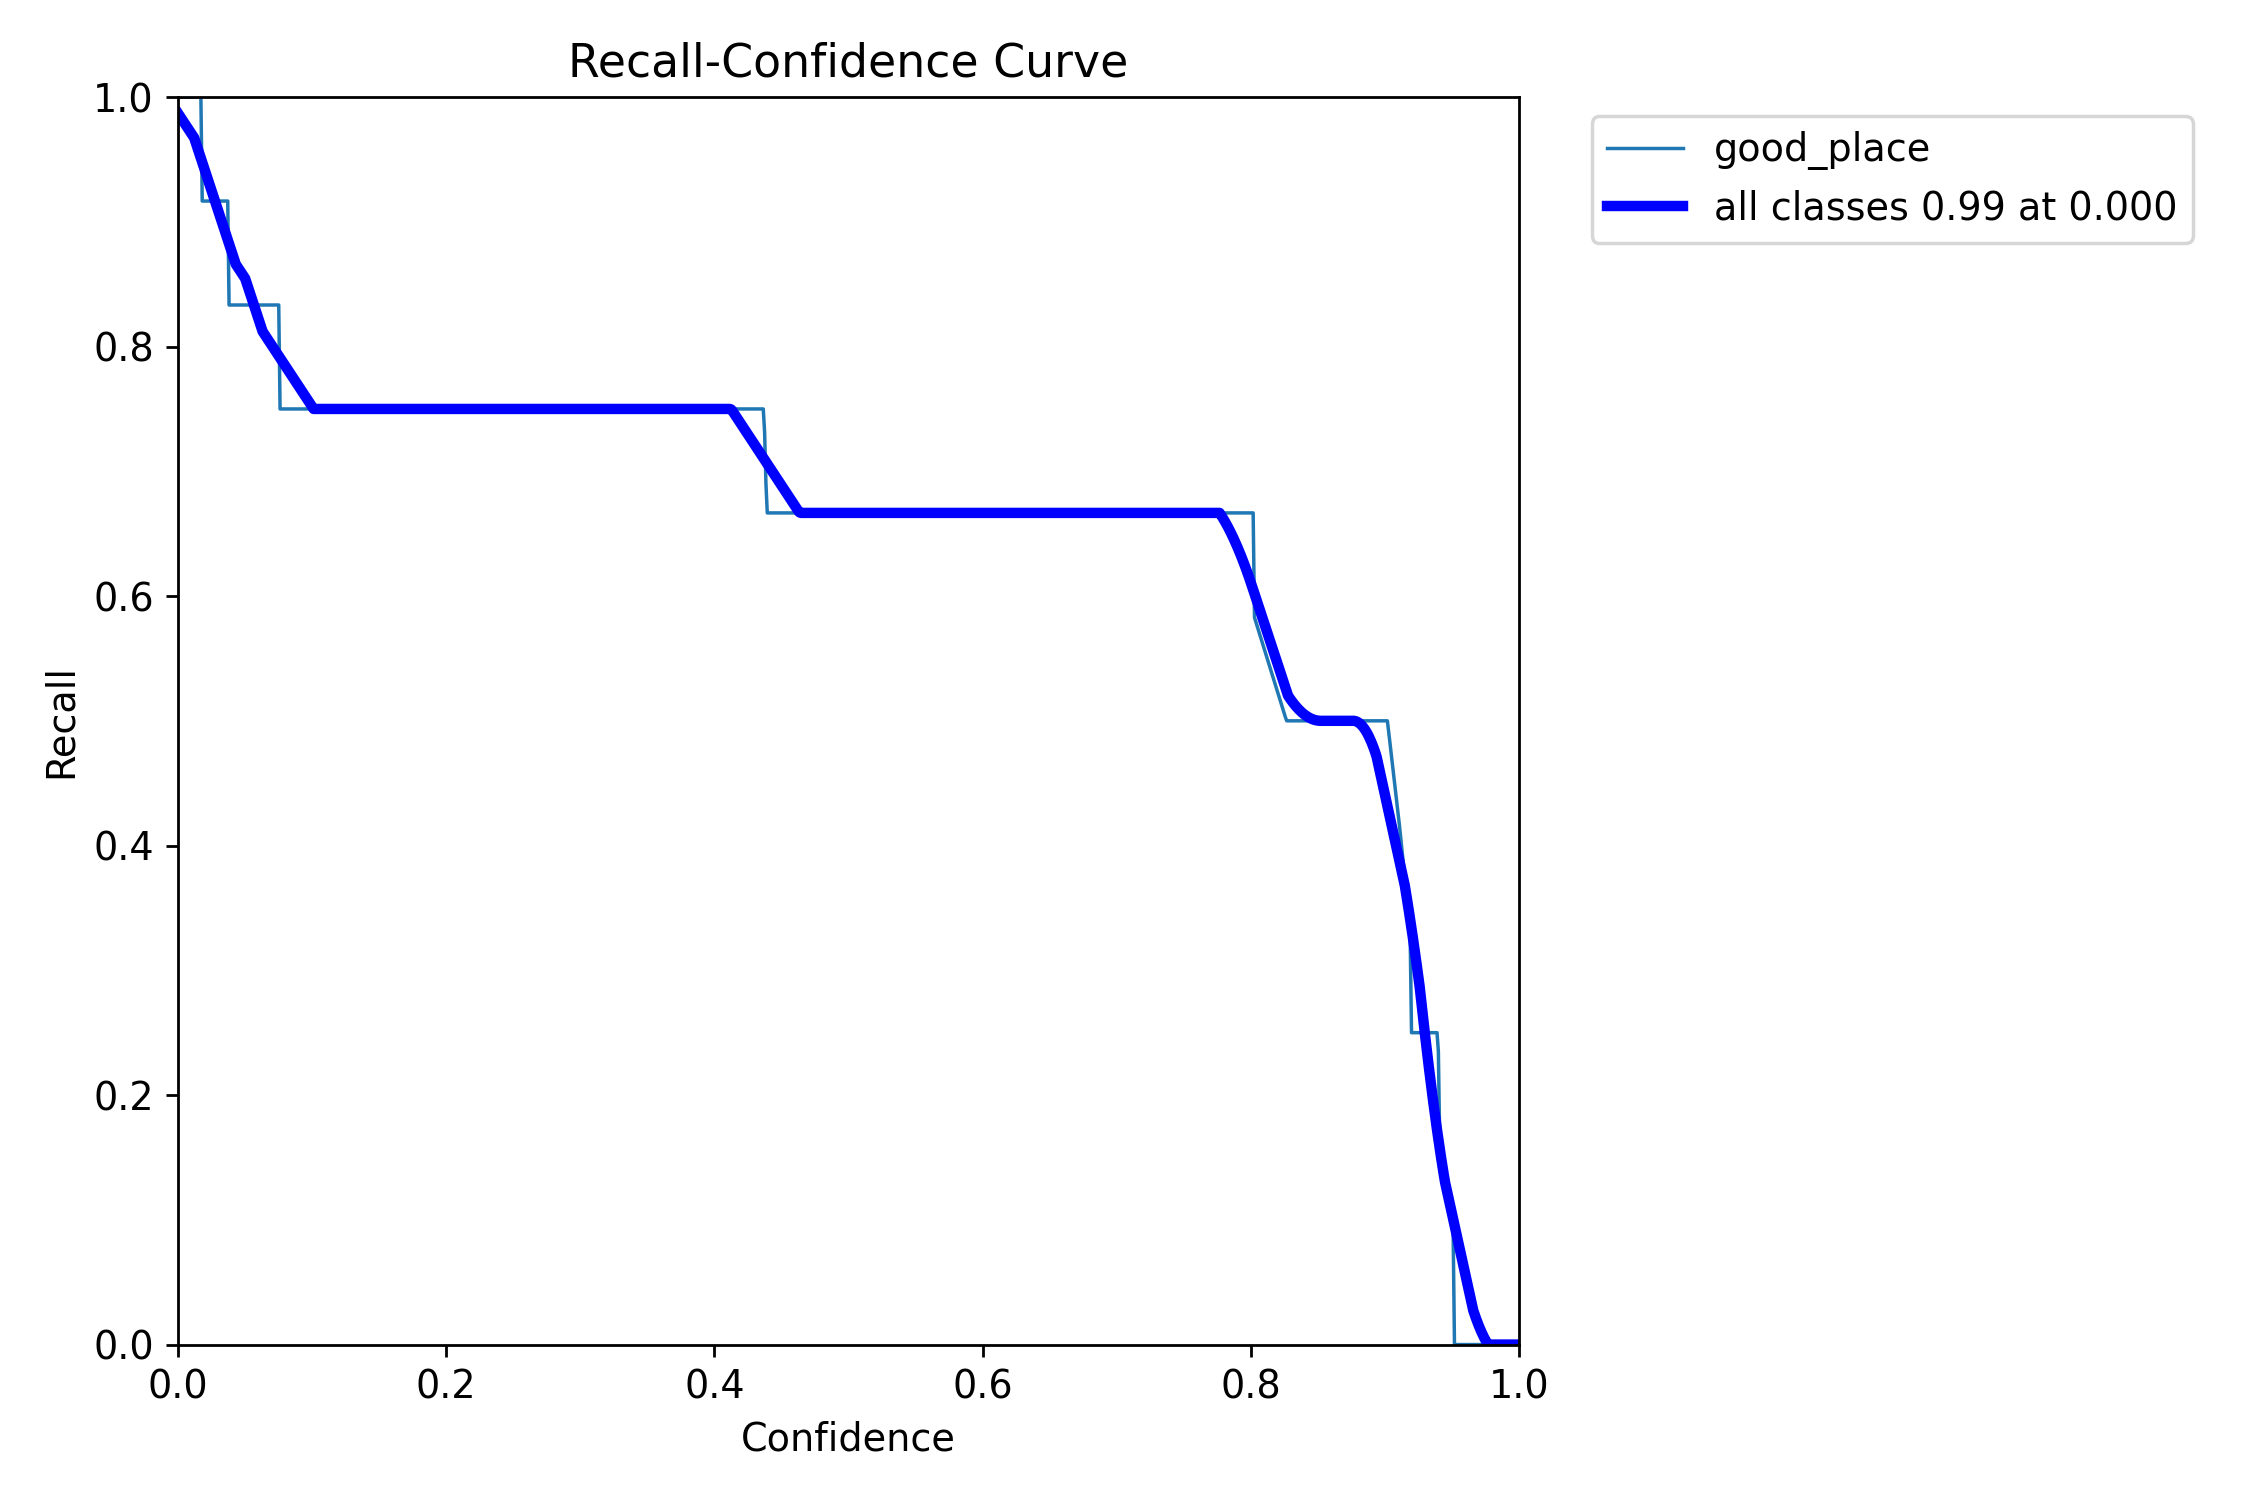 Recall-Confidence Curve
good_place
all classes 0.99 at 0.000
1.0
0.8
0.6
0.4
0.2
0.0
Recall
0.0 0.2 0.4 0.6 0.8 1.0
Confidence